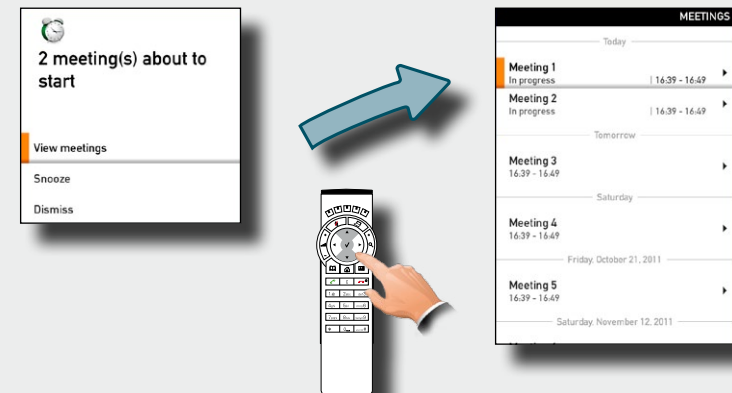 2 meeting(s) about to
start
View meetings
Snooze
Dismiss
MEETINGS
Today
Meeting 1
In progress | 16:39 - 16:49
Meeting 2
In progress | 16:39 - 16:49
Tomorrow
Meeting 3
16:39 - 16:49
Saturday
Meeting 4
16:39 - 16:49
Friday, October 21, 2011
Meeting 5
16:39 - 16:49
Saturday, November 12, 2011